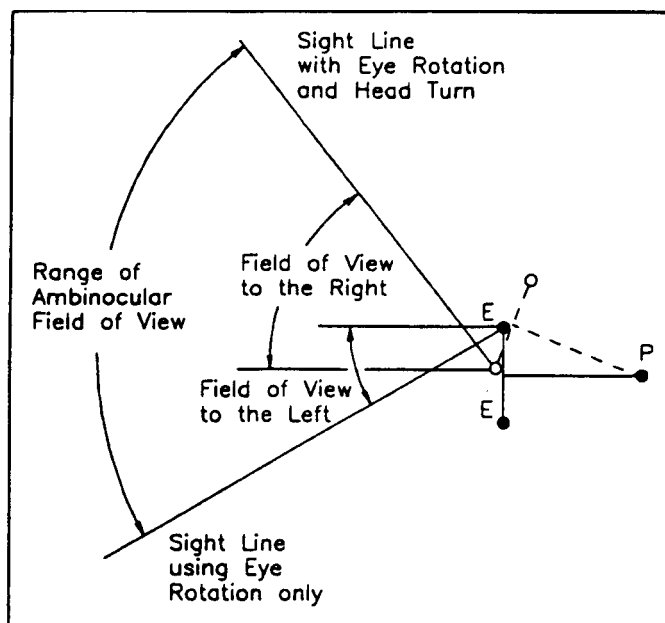 Sight Line
with Eye Rotation
and Head Turn
Range of
Ambinocular
Field of View
Field of View
to the Right
E
P
Field of View
to the Left
E
Sight Line
using Eye
Rotation only